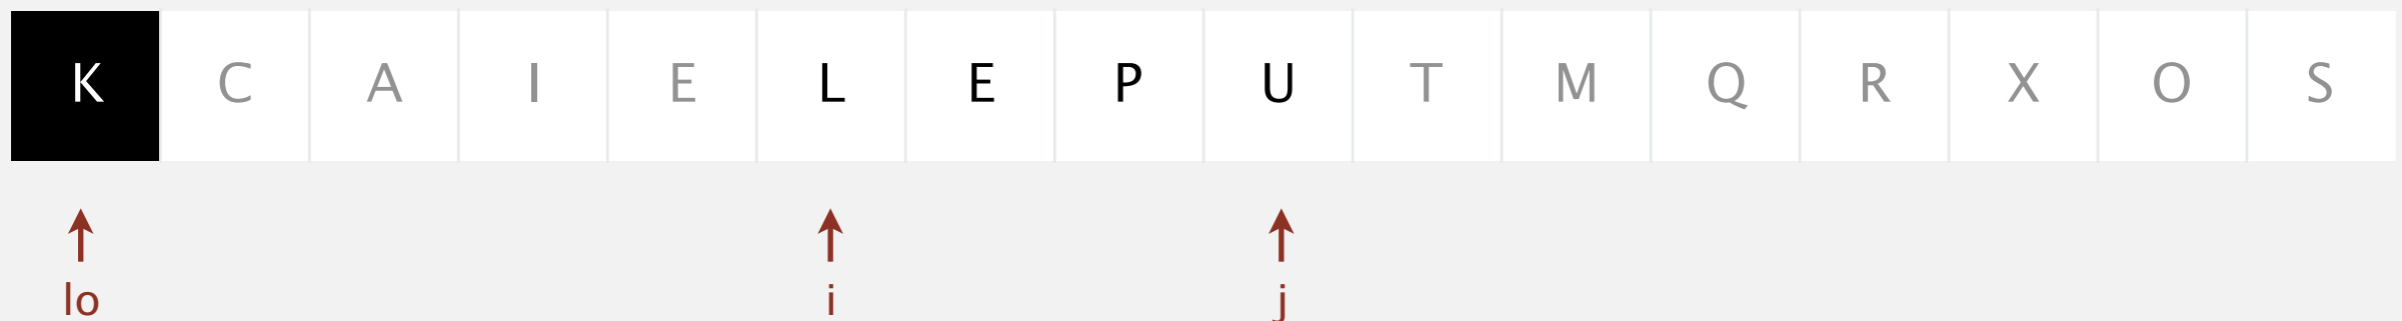 K C A I E L E P U T M Q R X O S
lo i j